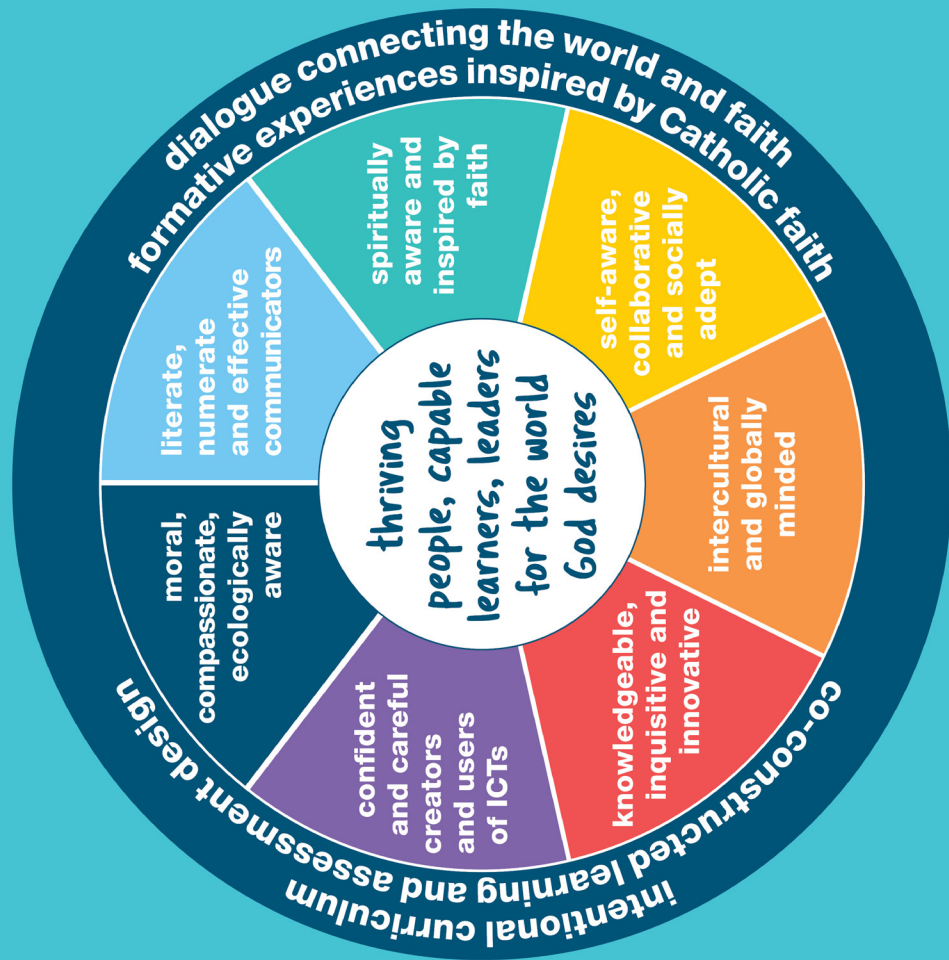 dialogue connecting the world and faith
formative experiences inspired by Catholic faith
spiritually
aware and
inspired by
faith
self-aware,
collaborative
and socially
adept
intercultural
and globally
minded
knowledgeable,
inquisitive and
innovative
confident
and careful
creators
and users
of ICTs
moral,
compassionate,
ecologically
aware
literate,
numerate
and effective
communicators
thriving
people, capable
learners, leaders
for the world
God desires
co-constructed learning and assessment design
intentional curriculum